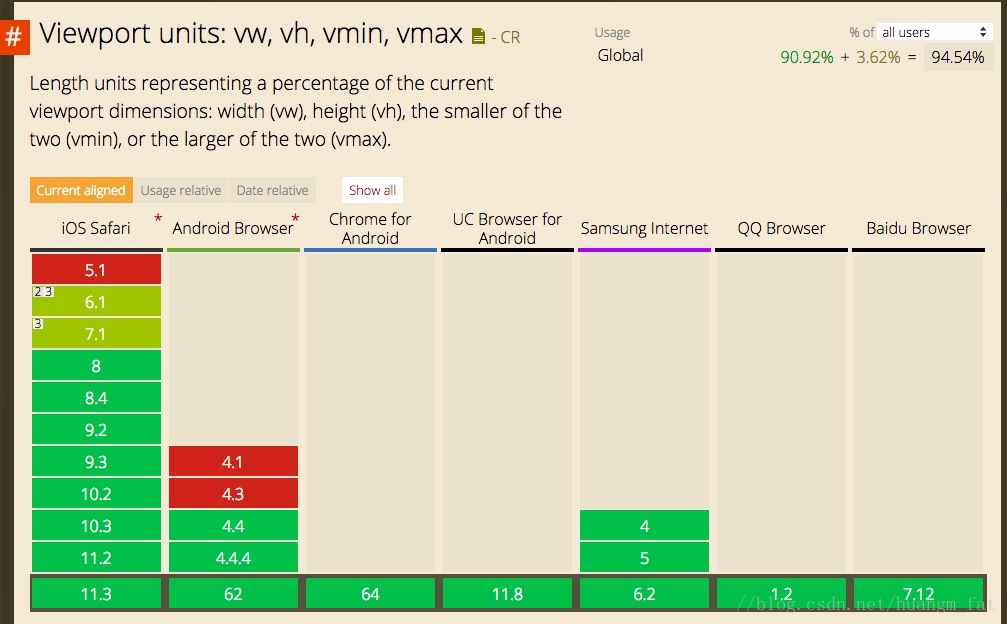 # Viewport units: vw, vh, vmin, vmax - CR
Usage % of all users
Global 90.92% + 3.62% = 94.54%
Length units representing a percentage of the current
viewport dimensions: width (vw), height (vh), the smaller of the
two (vmin), or the larger of the two (vmax).
Current aligned Usage relative Date relative Show all
iOS Safari * Android Browser * Chrome for Android UC Browser for Android Samsung Internet QQ Browser Baidu Browser
5.1
2 3 6.1
3 7.1
8
8.4
9.2
9.3 4.1
10.2 4.3
10.3 4.4 4
11.2 4.4.4 5
11.3 62 64 11.8 6.2 1.2 7.12
//blog.csdn.net/huangm_fat